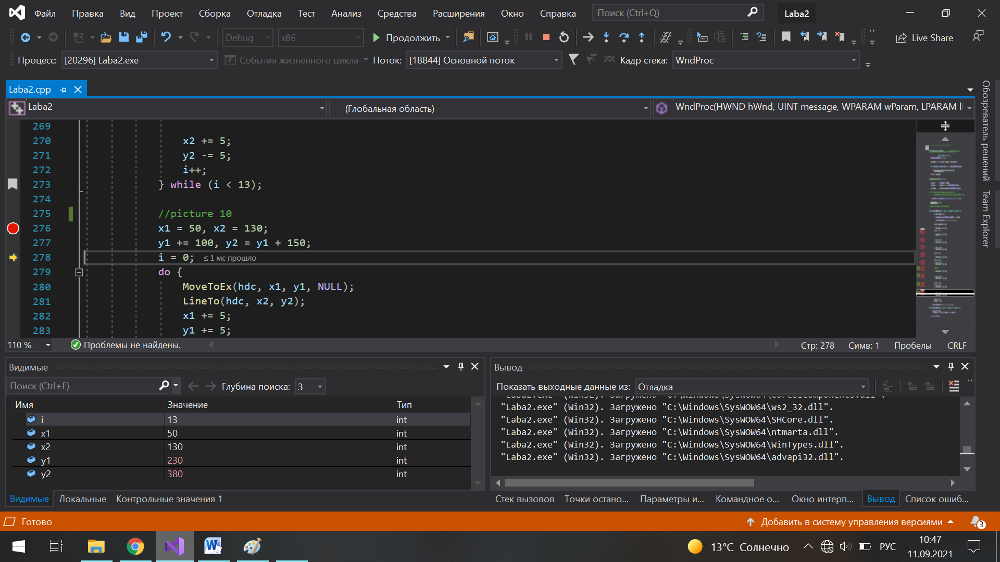 Файл Правка Вид Проект Сборка Отладка Тест Анализ Средства Расширения Окно Справка Поиск (Ctrl+Q) Laba2
Debug x86 Продолжить Live Share
Процесс: [20296] Laba2.exe События жизненного цикла Поток: [18844] Основной поток Кадр стека: WndProc
Laba2.cpp
Laba2 (Глобальная область) WndProc(HWND hWnd, UINT message, WPARAM wParam, LPARAM l
269
270 x2 += 5;
271 y2 -= 5;
272 i++;
273 } while (i < 13);
274
275 //picture 10
276 x1 = 50, x2 = 130;
277 y1 += 100, y2 = y1 + 150;
278 i = 0; ≤ 1 мс прошло
279 do {
280 MoveToEx(hdc, x1, y1, NULL);
281 LineTo(hdc, x2, y2);
282 x1 += 5;
283 y1 += 5;
110 % Проблемы не найдены. Стр: 278 Симв: 1 Пробелы CRLF
Обозреватель решений
Team Explorer
Видимые
Поиск (Ctrl+E) Глубина поиска: 3
Имя Значение Тип
i 13 int
x1 50 int
x2 130 int
y1 230 int
y2 380 int
Видимые Локальные Контрольные значения 1
Вывод
Показать выходные данные из: Отладка
"Laba2.exe" (Win32). Загружено "C:\Windows\SysWOW64\ws2_32.dll".
"Laba2.exe" (Win32). Загружено "C:\Windows\SysWOW64\SHCore.dll".
"Laba2.exe" (Win32). Загружено "C:\Windows\SysWOW64\ntmarta.dll".
"Laba2.exe" (Win32). Загружено "C:\Windows\SysWOW64\WinTypes.dll".
"Laba2.exe" (Win32). Загружено "C:\Windows\SysWOW64\advapi32.dll".
Стек вызовов Точки остано... Параметры и... Командное о... Окно интерп... Вывод Список ошиб...
Готово Добавить в систему управления версиями 3
13°C Солнечно РУС 10:47
11.09.2021